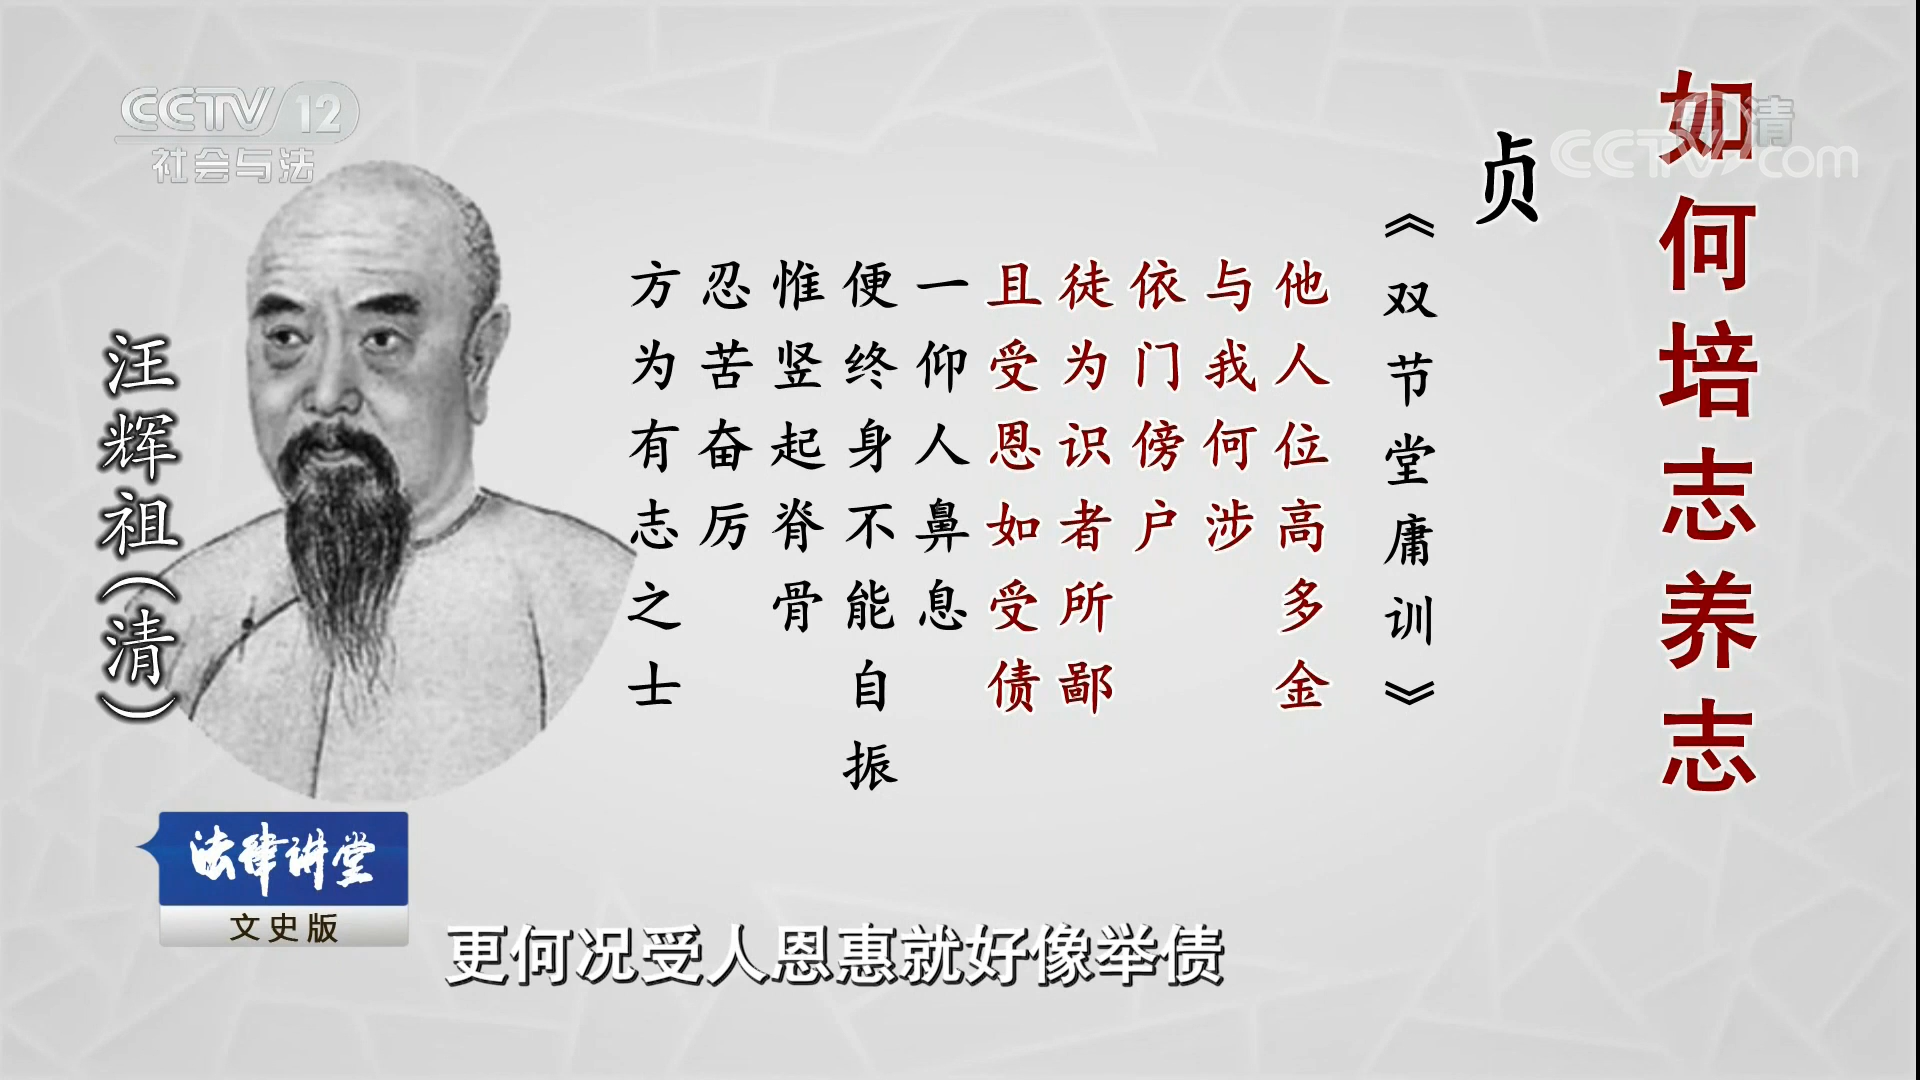 CCTV 12
社会与法
高清
CCTV.com
如何培志养志
贞
《双节堂庸训》
他人位高多金
与我何涉
依门傍户
徒为识者所鄙
且受恩如受债
一仰人鼻息
便终身不能自振
惟竖起脊骨
忍苦奋厉
方为有志之士
汪辉祖(清)
法律讲堂
文史版
更何况受人恩惠就好像举债